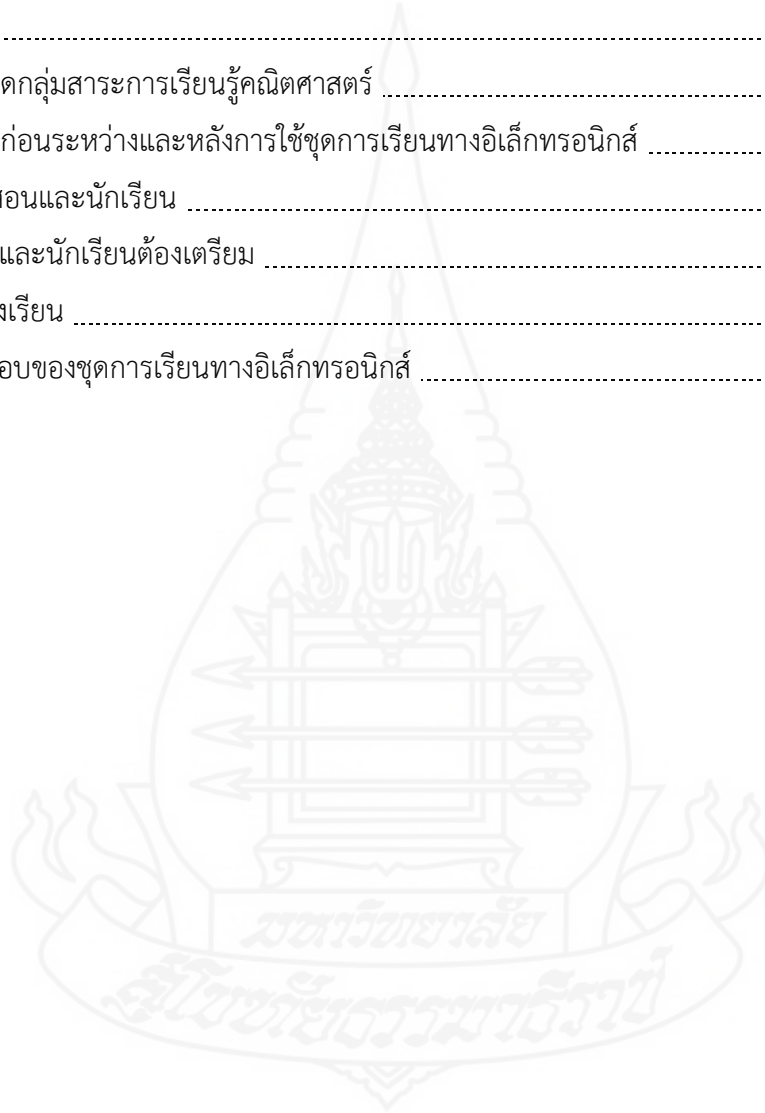 ดกลุ่มสาระการเรียนรู้คณิตศาสตร์
ก่อนระหว่างและหลังการใช้ชุดการเรียนทางอิเล็กทรอนิกส์
สอนและนักเรียน
และนักเรียนต้องเตรียม
งเรียน
อบของชุดการเรียนทางอิเล็กทรอนิกส์
มหาวิทยาลัย
สุโขทัยธรรมาธิราช